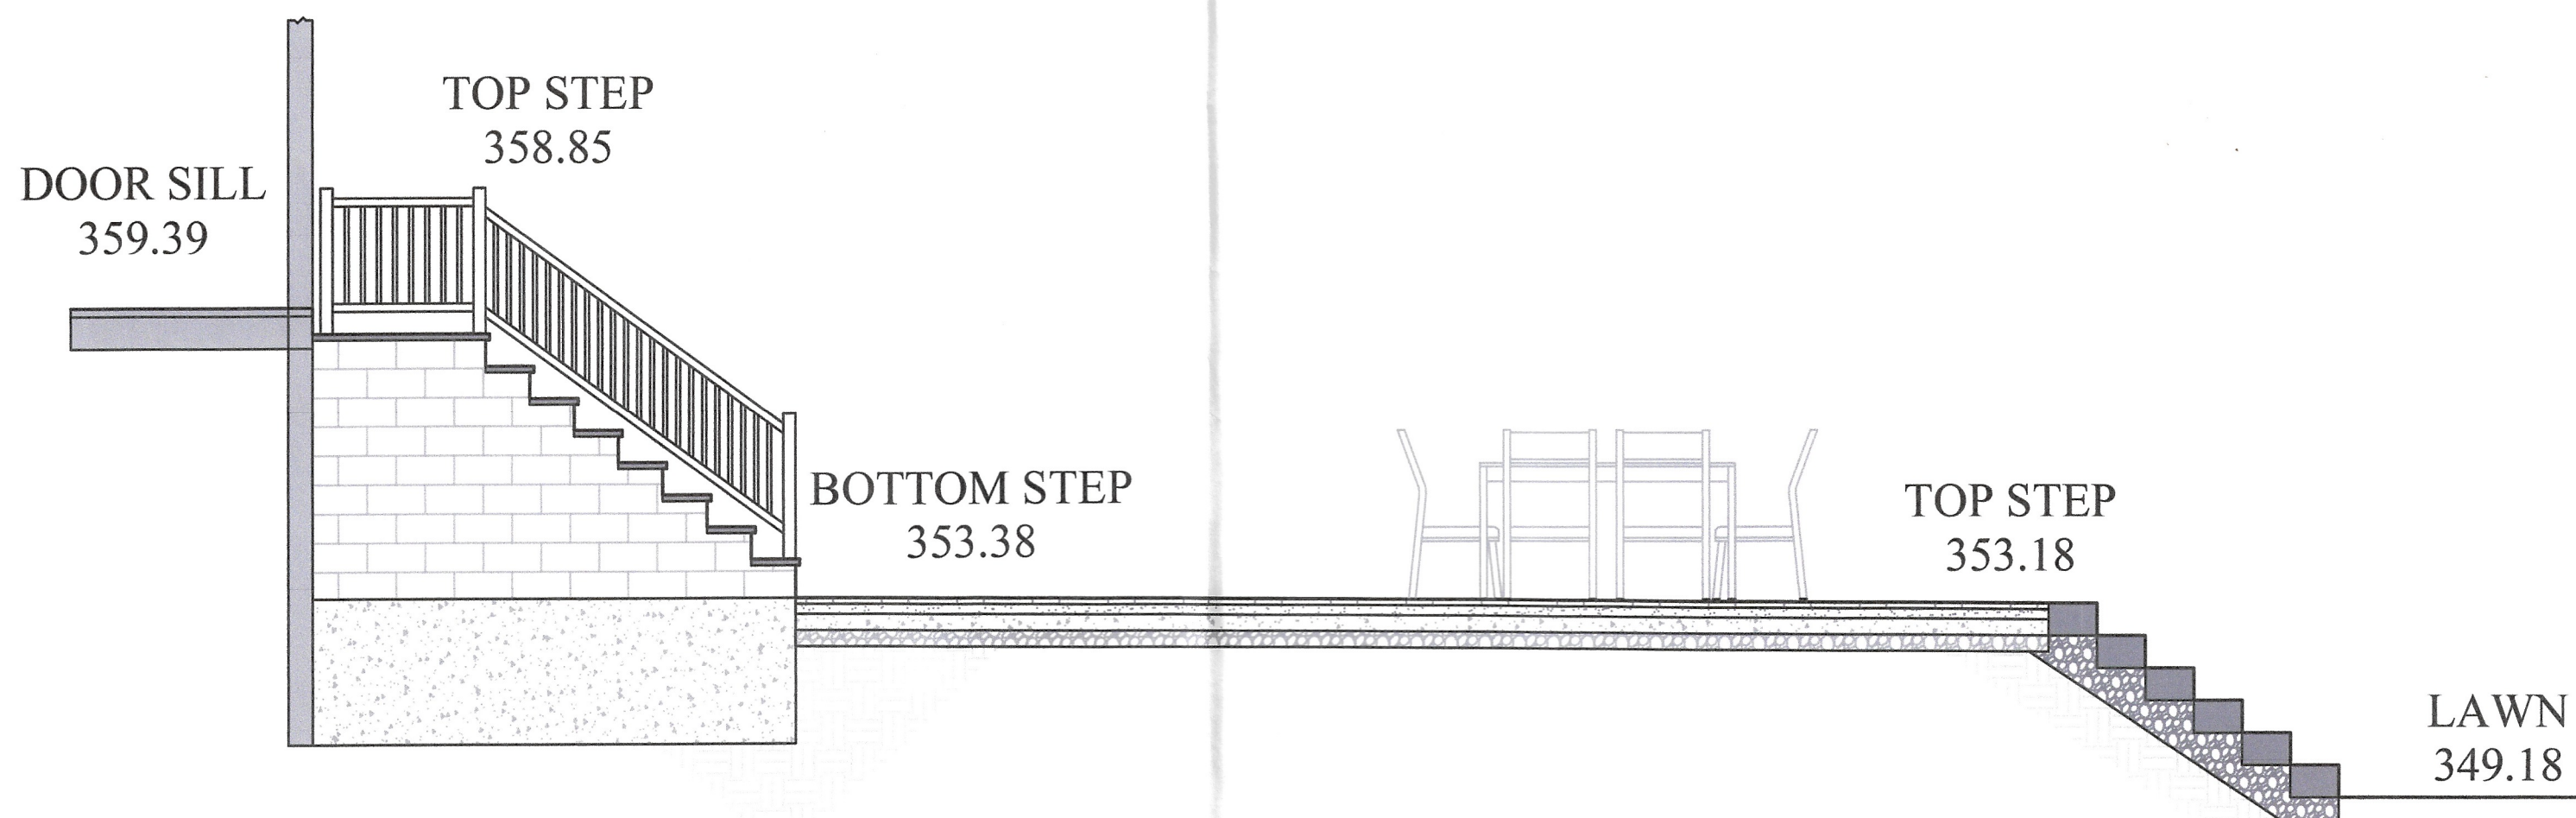 TOP STEP
358.85
DOOR SILL
359.39
BOTTOM STEP
353.38
TOP STEP
353.18
LAWN
349.18